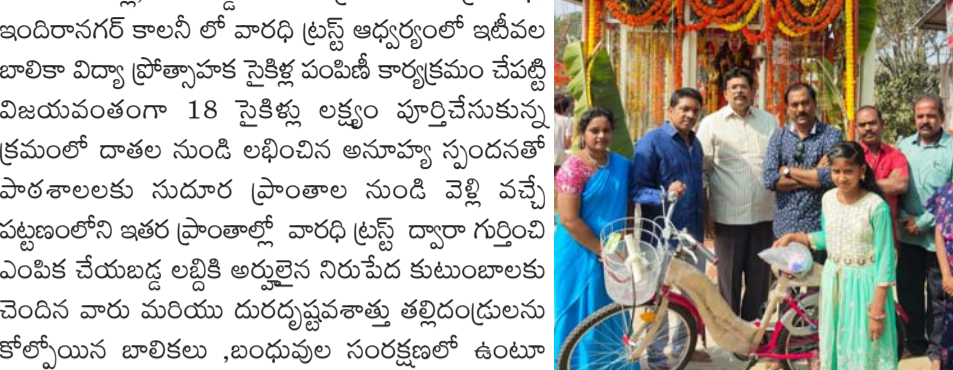 ఇందిరానగర్ కాలనీ లో వారధి ట్రస్ట్ ఆధ్వర్యంలో ఇటీవల
బాలికా విద్యా ప్రోత్సాహక సైకిళ్ల పంపిణీ కార్యక్రమం చేపట్టి
విజయవంతంగా 18 సైకిళ్లు లక్ష్యం పూర్తిచేసుకున్న
క్రమంలో దాతల నుండి లభించిన అనూహ్య స్పందనతో
పాఠశాలలకు సుదూర ప్రాంతాల నుండి వెళ్లి వచ్చే
పట్టణంలోని ఇతర ప్రాంతాల్లో వారధి ట్రస్ట్ ద్వారా గుర్తించి
ఎంపిక చేయబడ్డ లబ్దికి అర్హులైన నిరుపేద కుటుంబాలకు
చెందిన వారు మరియు దురదృష్టవశాత్తు తల్లిదండ్రులను
కోల్పోయిన బాలికలు ,బంధువుల సంరక్షణలో ఉంటూ